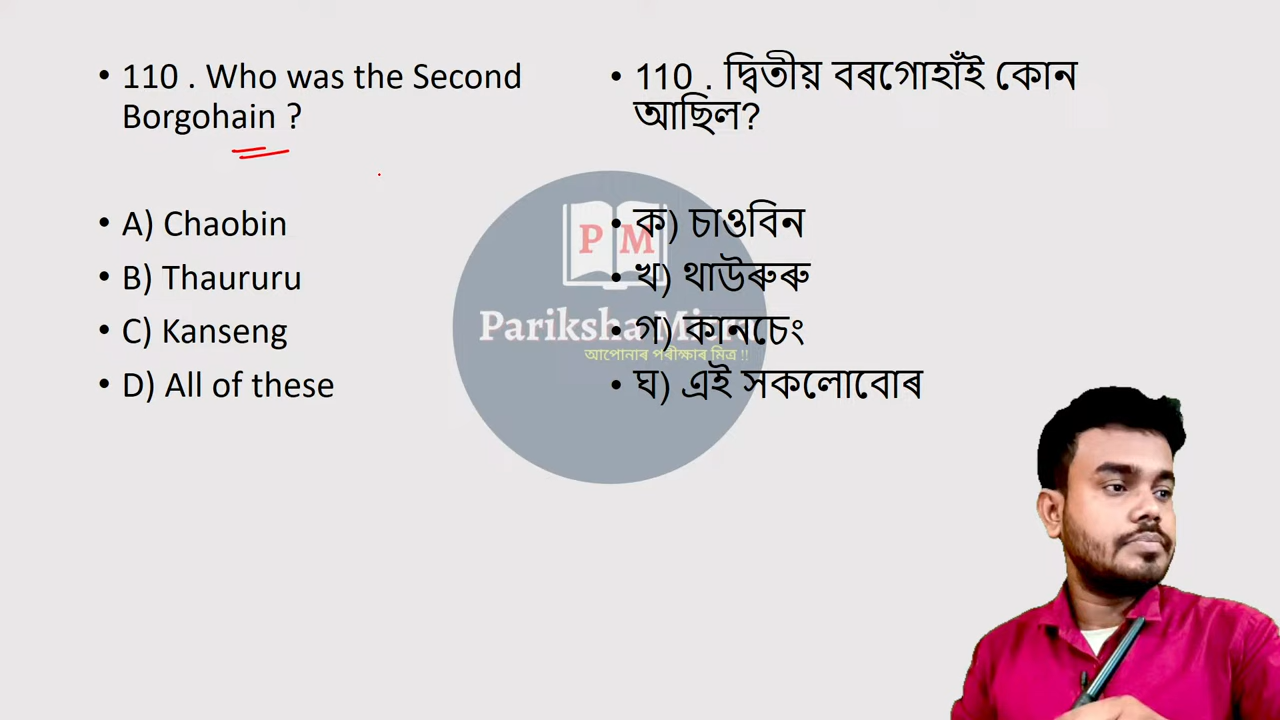 • 110 . Who was the Second
Borgohain ?
• A) Chaobin
• B) Thaururu
• C) Kanseng
• D) All of these
• 110 . দ্বিতীয় বৰগোহাঁই কোন
আছিল?
• ক) চাওবিন
• খ) থাউৰুৰু
• গ) কানচেং
• ঘ) এই সকলোবোৰ
P M
Pariksha
আপোনাৰ পৰীক্ষাৰ মিত্ৰ !!